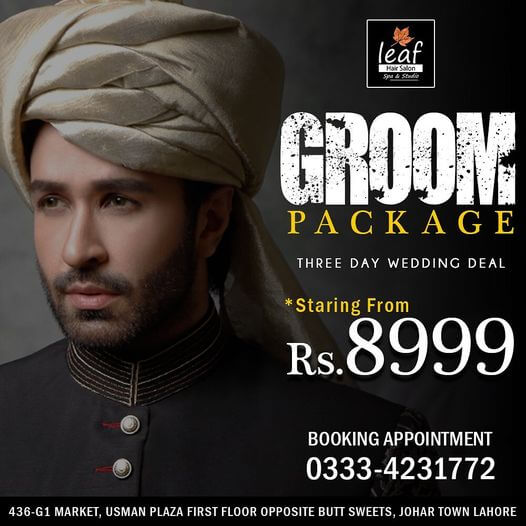 leaf
Hair Salon
Spa & Studio
GROOM
PACKAGE
THREE DAY WEDDING DEAL
*Staring From
Rs.8999
BOOKING APPOINTMENT
0333-4231772
436-G1 MARKET, USMAN PLAZA FIRST FLOOR OPPOSITE BUTT SWEETS, JOHAR TOWN LAHORE